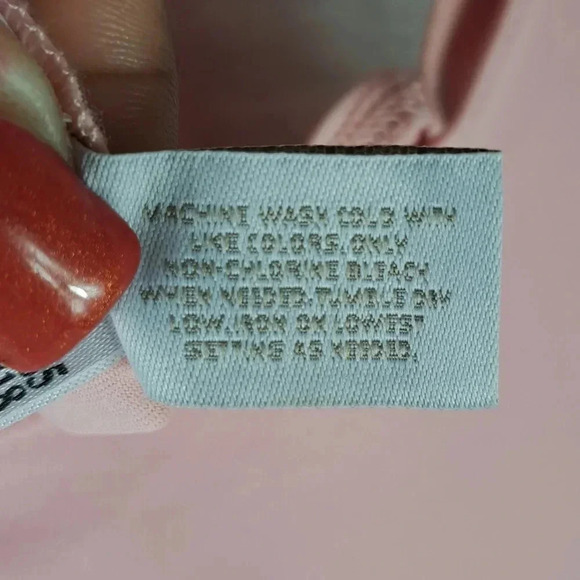 MACHINE WASH COLD WITH
LIKE COLORS. ONLY
NON-CHLORINE BLEACH
WHEN NEEDED. TUMBLE DRY
LOW. IRON ON LOWEST
SETTING AS NEEDED.